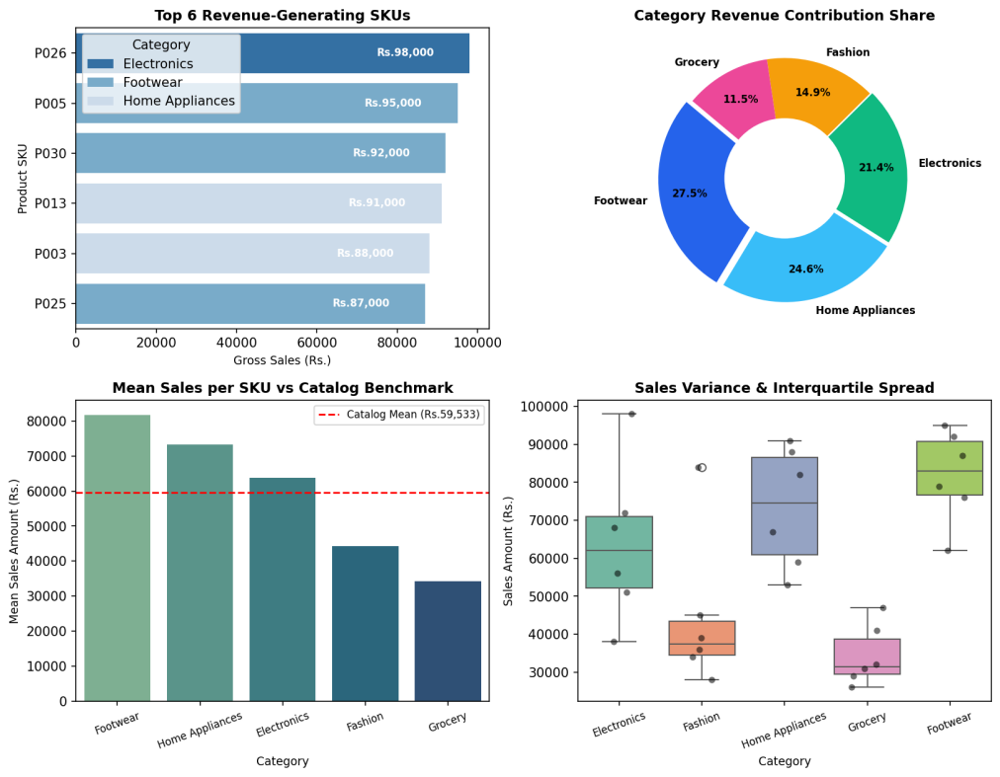 Top 6 Revenue-Generating SKUs
Product SKU
P026
P005
P030
P013
P003
P025
Category
Electronics
Footwear
Home Appliances
Rs.98,000
Rs.95,000
Rs.92,000
Rs.91,000
Rs.88,000
Rs.87,000
0 20000 40000 60000 80000 100000
Gross Sales (Rs.)
Category Revenue Contribution Share
Fashion
14.9%
Grocery
11.5%
Electronics
21.4%
Footwear
27.5%
24.6%
Home Appliances
Mean Sales per SKU vs Catalog Benchmark
Mean Sales Amount (Rs.)
80000
70000
60000
50000
40000
30000
20000
10000
0
Catalog Mean (Rs.59,533)
Footwear Home Appliances Electronics Fashion Grocery
Category
Sales Variance & Interquartile Spread
Sales Amount (Rs.)
100000
90000
80000
70000
60000
50000
40000
30000
Electronics Fashion Home Appliances Grocery Footwear
Category